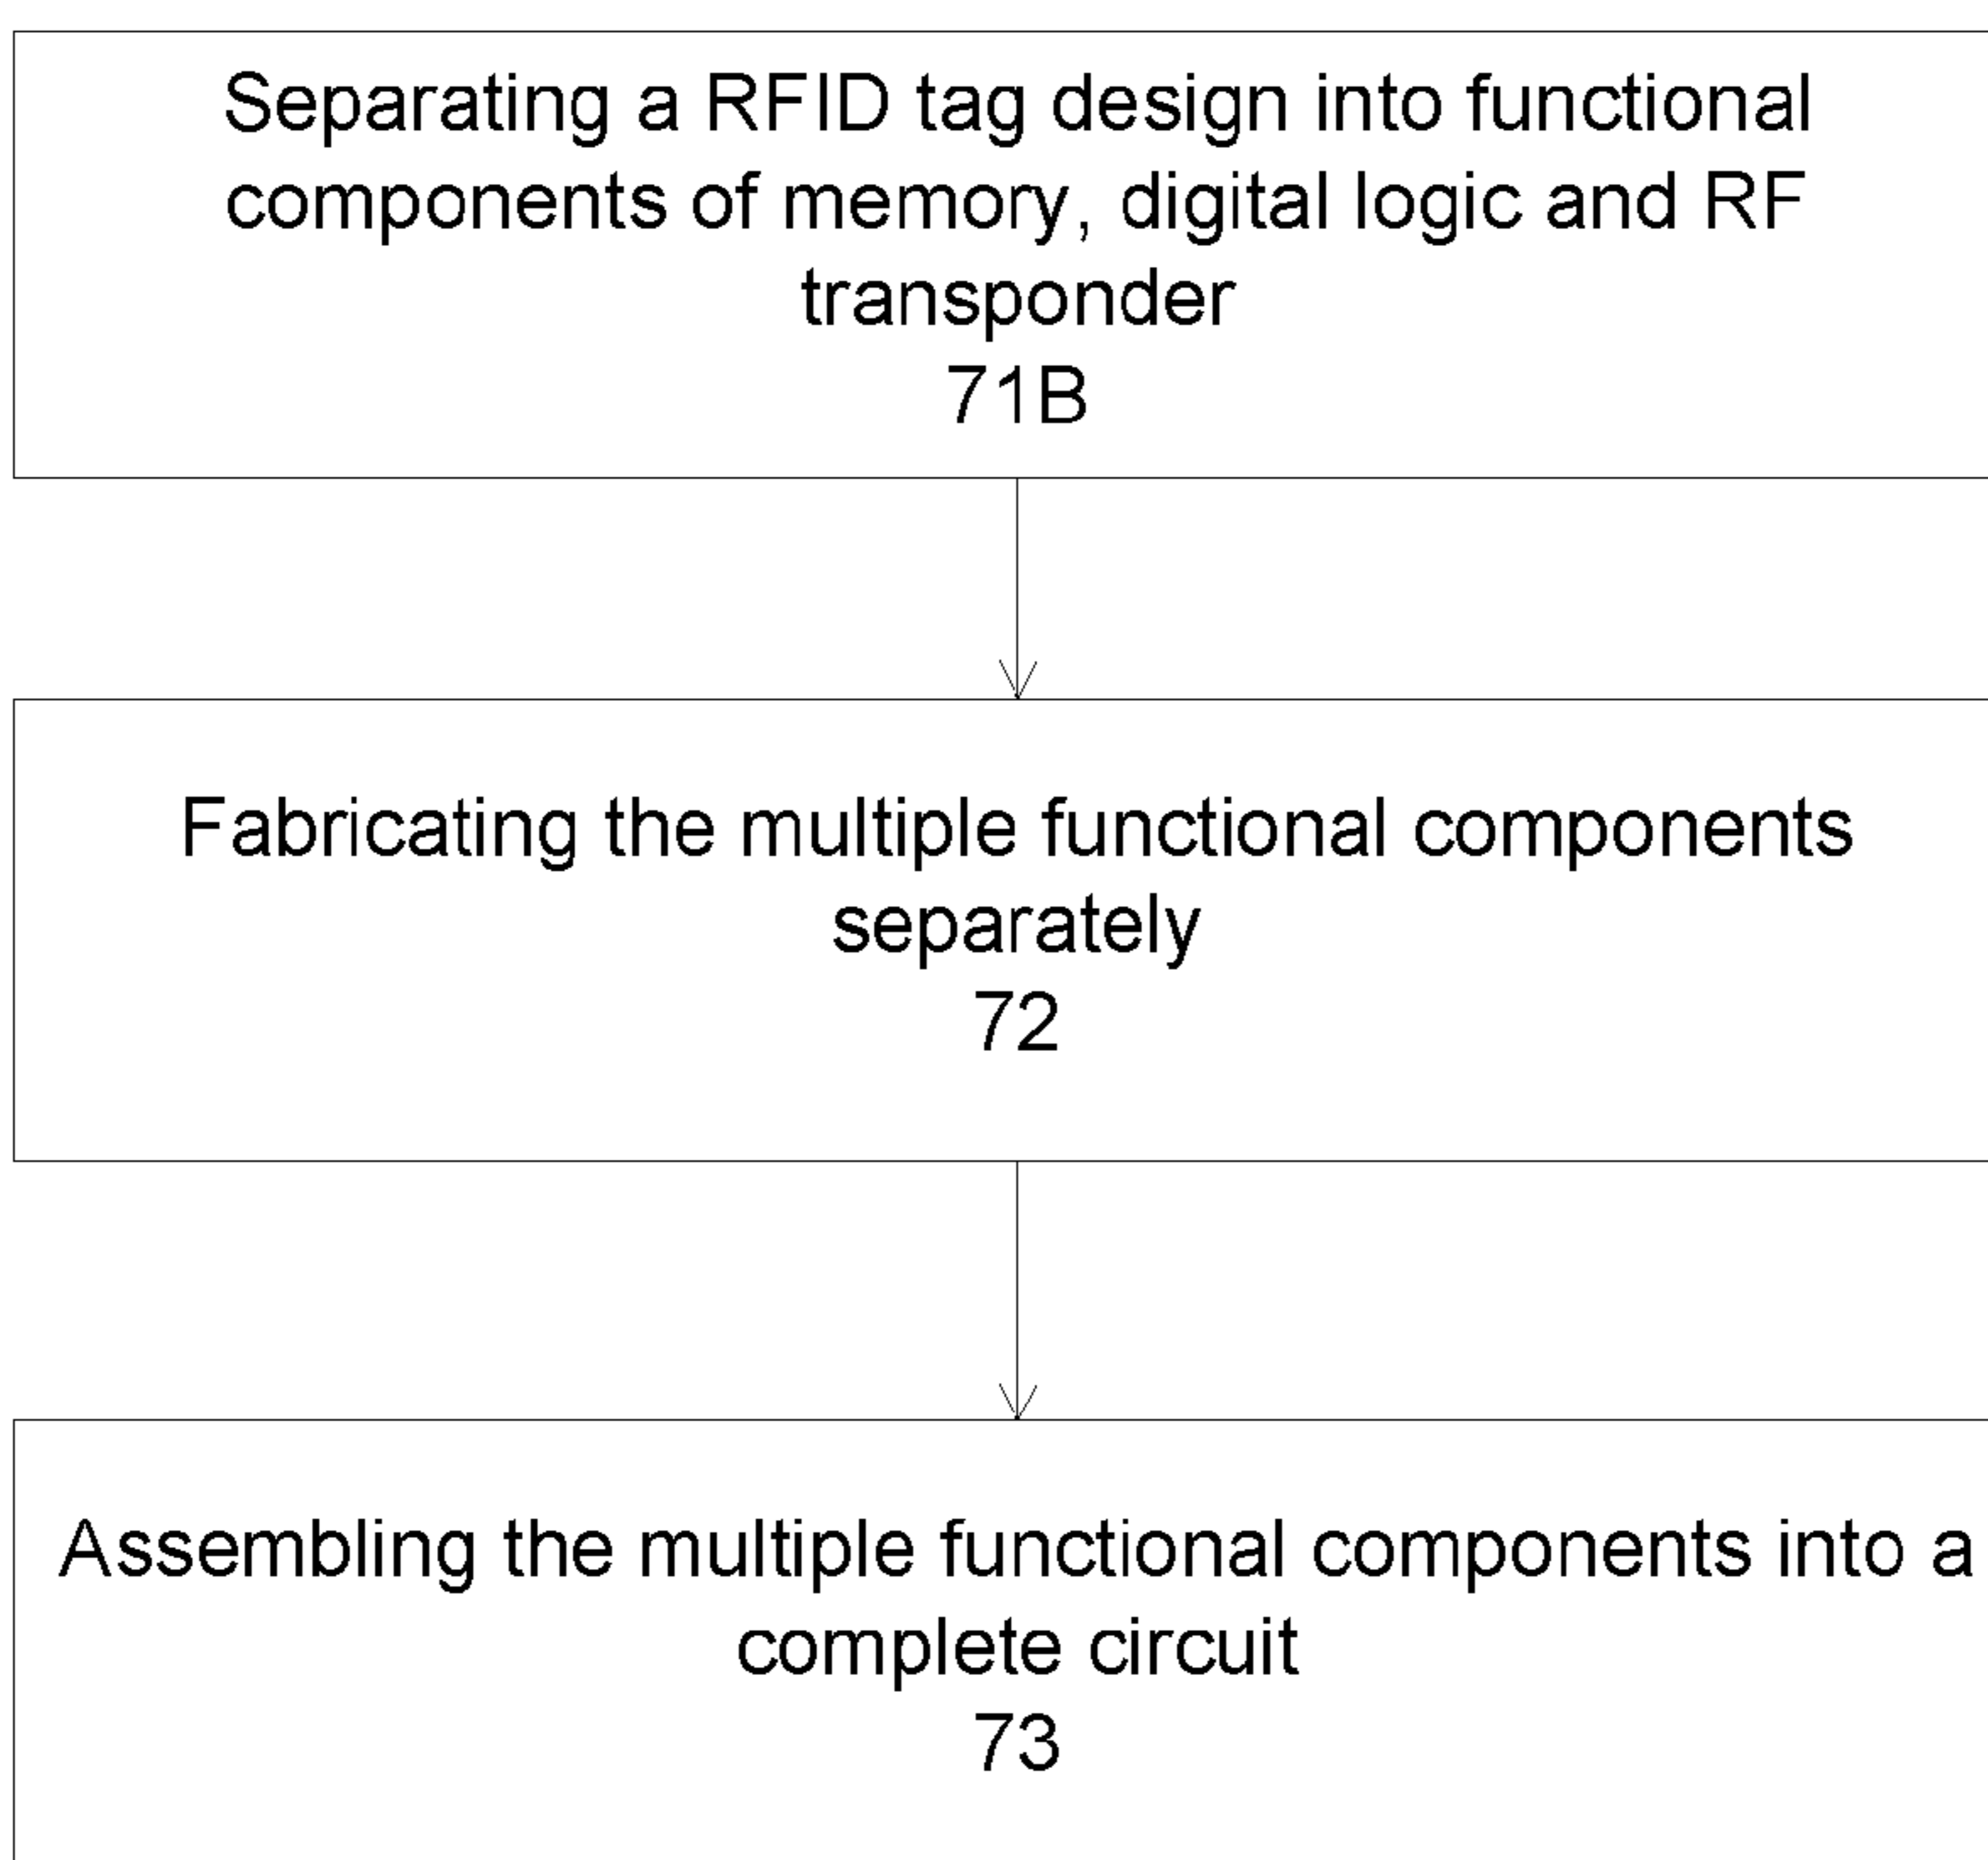 Separating a RFID tag design into functional
components of memory, digital logic and RF
transponder
71B
Fabricating the multiple functional components
separately
72
Assembling the multiple functional components into a
complete circuit
73